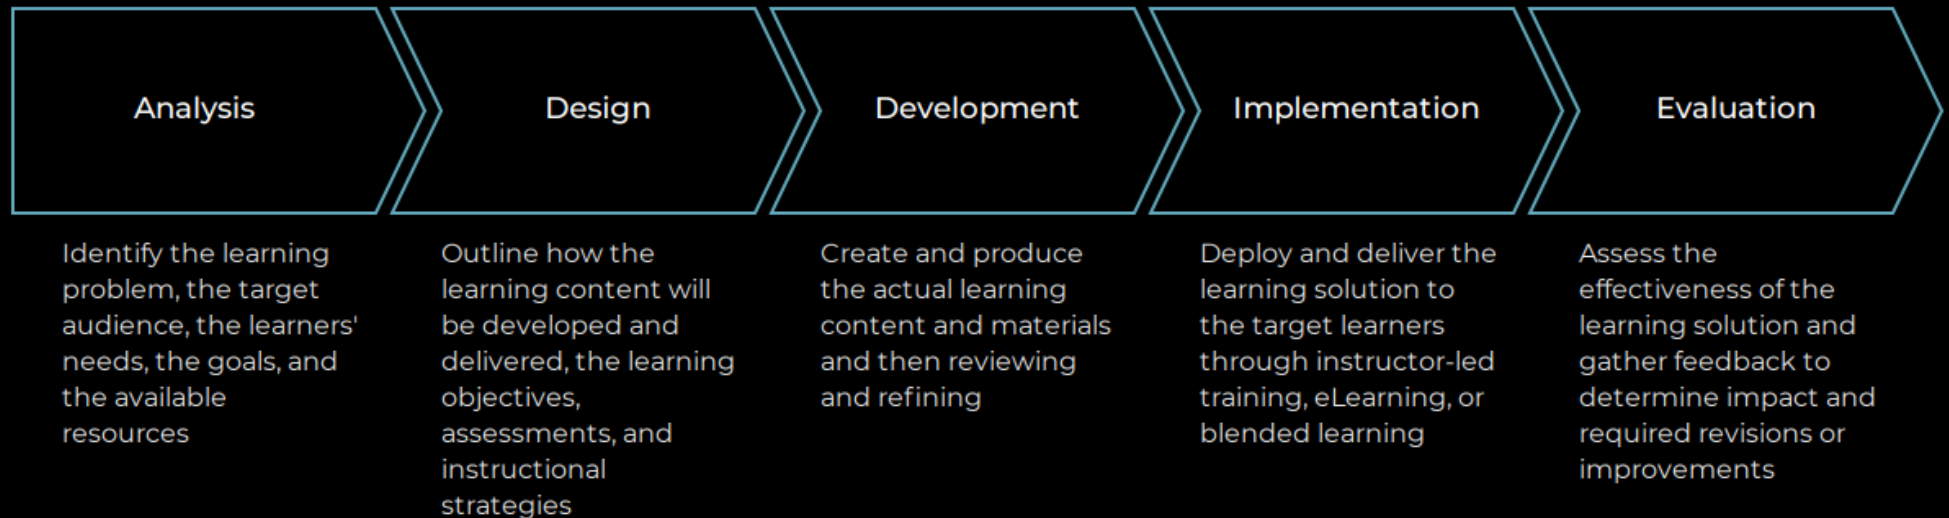 Analysis
Identify the learning
problem, the target
audience, the learners'
needs, the goals, and
the available
resources
Design
Outline how the
learning content will
be developed and
delivered, the learning
objectives,
assessments, and
instructional
strategies
Development
Create and produce
the actual learning
content and materials
and then reviewing
and refining
Implementation
Deploy and deliver the
learning solution to
the target learners
through instructor-led
training, eLearning, or
blended learning
Evaluation
Assess the
effectiveness of the
learning solution and
gather feedback to
determine impact and
required revisions or
improvements